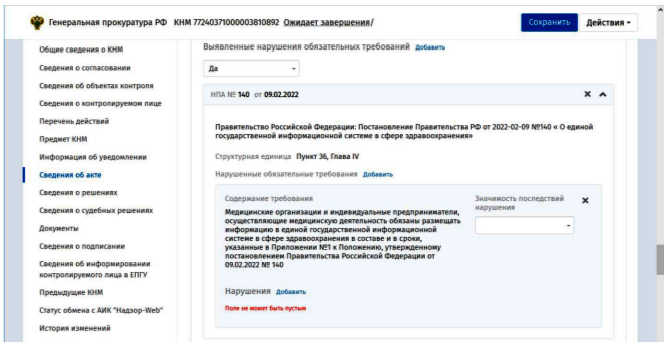 Генеральная прокуратура РФ КНМ 77240371000003810892 Ожидает завершения/
Сохранить Действия
Общие сведения о КНМ
Сведения о согласовании
Сведения об объектах контроля
Сведения о контролируемом лице
Перечень действий
Предмет КНМ
Информация об уведомлении
Сведения об акте
Сведения о решениях
Сведения о судебных решениях
Документы
Сведения о подписании
Сведения об информировании
контролируемого лица в ЕПГУ
Предыдущие КНМ
Статус обмена с АИК "Надзор-Web"
История изменений
Выявленные нарушения обязательных требований Добавить
Да
НПА № 140 от 09.02.2022
Правительство Российской Федерации: Постановление Правительства РФ от 2022-02-09 №140 « О единой
государственной информационной системе в сфере здравоохранения»
Структурная единица Пункт 36, Глава IV
Нарушенные обязательные требования Добавить
Содержание требования
Медицинские организации и индивидуальные предприниматели,
осуществляющие медицинскую деятельность обязаны размещать
информацию в единой государственной информационной
системе в сфере здравоохранения в составе и в сроки,
указанные в Приложении №1 к Положению, утвержденному
постановлением Правительства Российской Федерации от
09.02.2022 № 140
Значимость последствий
нарушения
Нарушения Добавить
Поле не может быть пустым